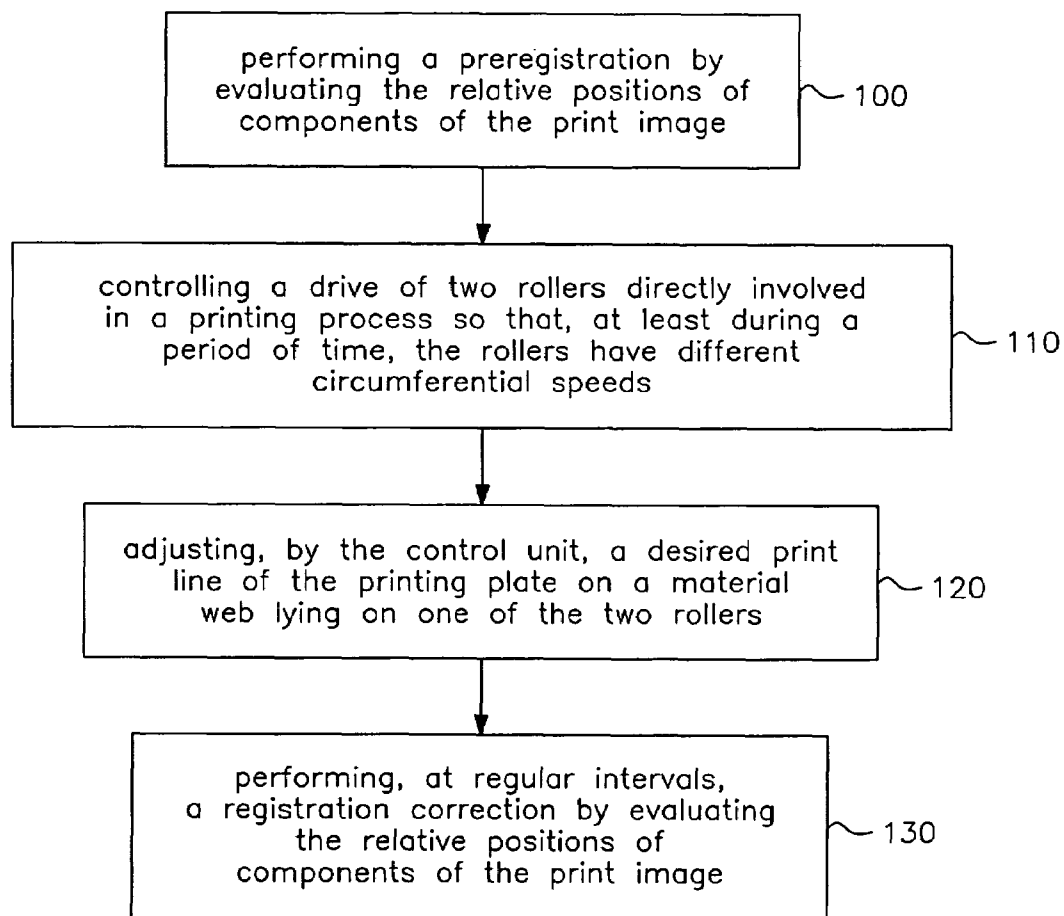 performing a preregistration by
evaluating the relative positions of
components of the print image
100
controlling a drive of two rollers directly involved
in a printing process so that, at least during a
period of time, the rollers have different
circumferential speeds
110
adjusting, by the control unit, a desired print
line of the printing plate on a material
web lying on one of the two rollers
120
performing, at regular intervals,
a registration correction by evaluating
the relative positions of
components of the print image
130